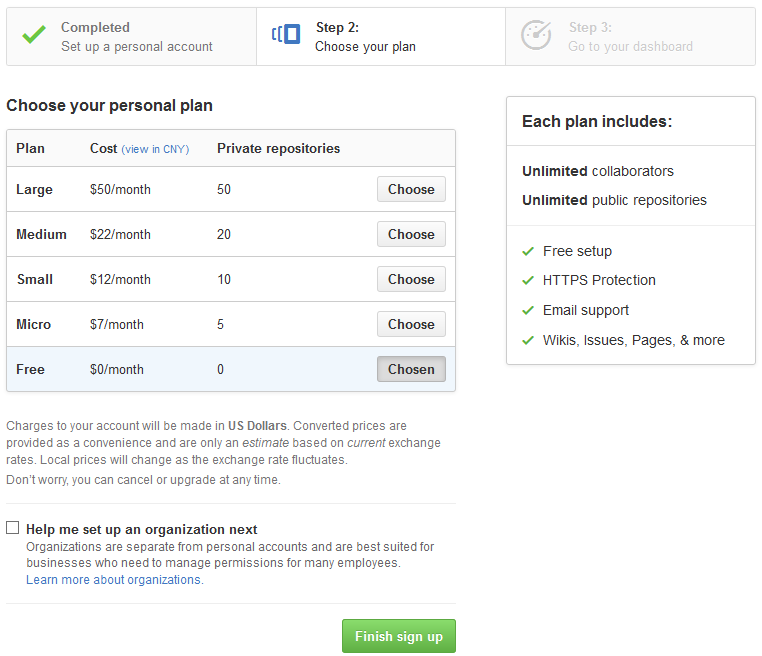 Completed
Set up a personal account
Step 2:
Choose your plan
Step 3:
Go to your dashboard
Choose your personal plan
Plan Cost (view in CNY) Private repositories
Large $50/month 50 Choose
Medium $22/month 20 Choose
Small $12/month 10 Choose
Micro $7/month 5 Choose
Free $0/month 0 Chosen
Charges to your account will be made in US Dollars. Converted prices are
provided as a convenience and are only an estimate based on current exchange
rates. Local prices will change as the exchange rate fluctuates.
Don't worry, you can cancel or upgrade at any time.
Help me set up an organization next
Organizations are separate from personal accounts and are best suited for
businesses who need to manage permissions for many employees.
Learn more about organizations.
Finish sign up
Each plan includes:
Unlimited collaborators
Unlimited public repositories
Free setup
HTTPS Protection
Email support
Wikis, Issues, Pages, & more